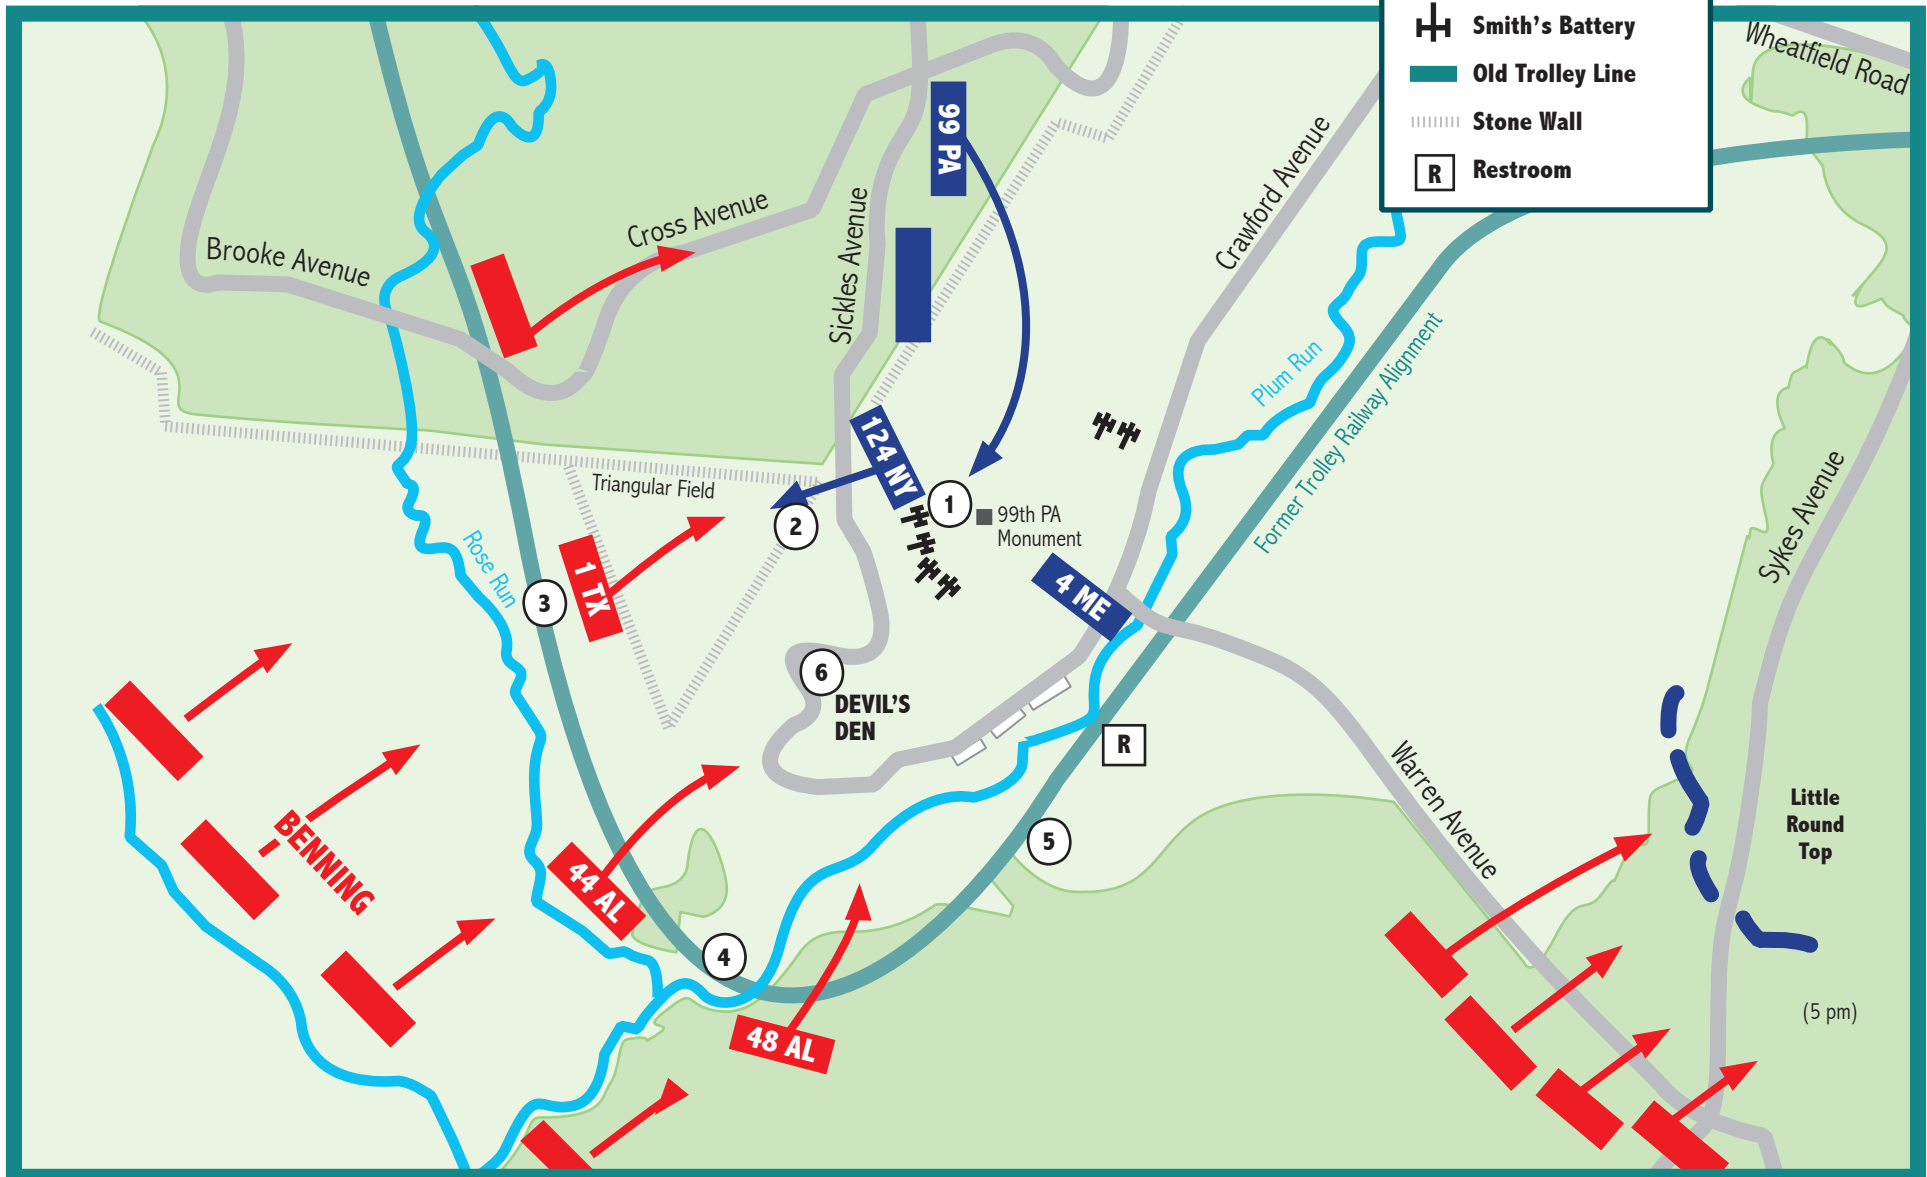 Smith's Battery
Old Trolley Line
Stone Wall
R
Restroom
Wheatfield Road
99 PA
Crawford Avenue
Cross Avenue
Sickles Avenue
Brooke Avenue
Plum Run
Former Trolley Railway Alignment
124 NY
Triangular Field
1
2
99th PA
Monument
Sykes Avenue
Rose Run
1 TX
3
4 ME
6
DEVIL'S
DEN
R
Warren Avenue
Little
Round
Top
BENNING
5
44 AL
4
48 AL
(5 pm)